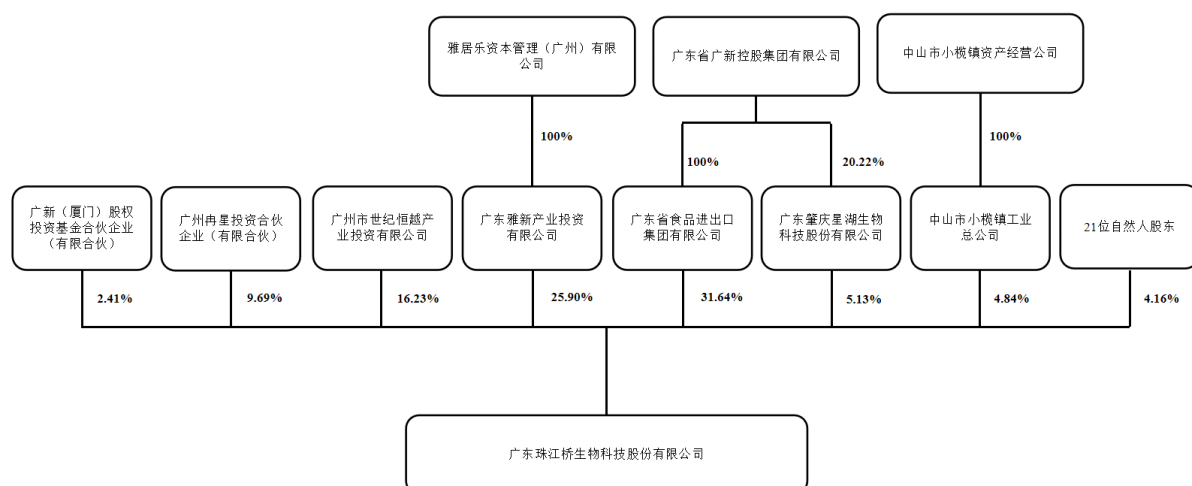 雅居乐资本管理（广州）有限
公司
广东省广新控股集团有限公司
中山市小榄镇资产经营公司
100%
100%
20.22%
100%
广新（厦门）股权
投资基金合伙企业
（有限合伙）
广州冉星投资合伙
企业（有限合伙）
广州市世纪恒越产
业投资有限公司
广东雅新产业投资
有限公司
广东省食品进出口
集团有限公司
广东肇庆星湖生物
科技股份有限公司
中山市小榄镇工业
总公司
21位自然人股东
2.41%
9.69%
16.23%
25.90%
31.64%
5.13%
4.84%
4.16%
广东珠江桥生物科技股份有限公司